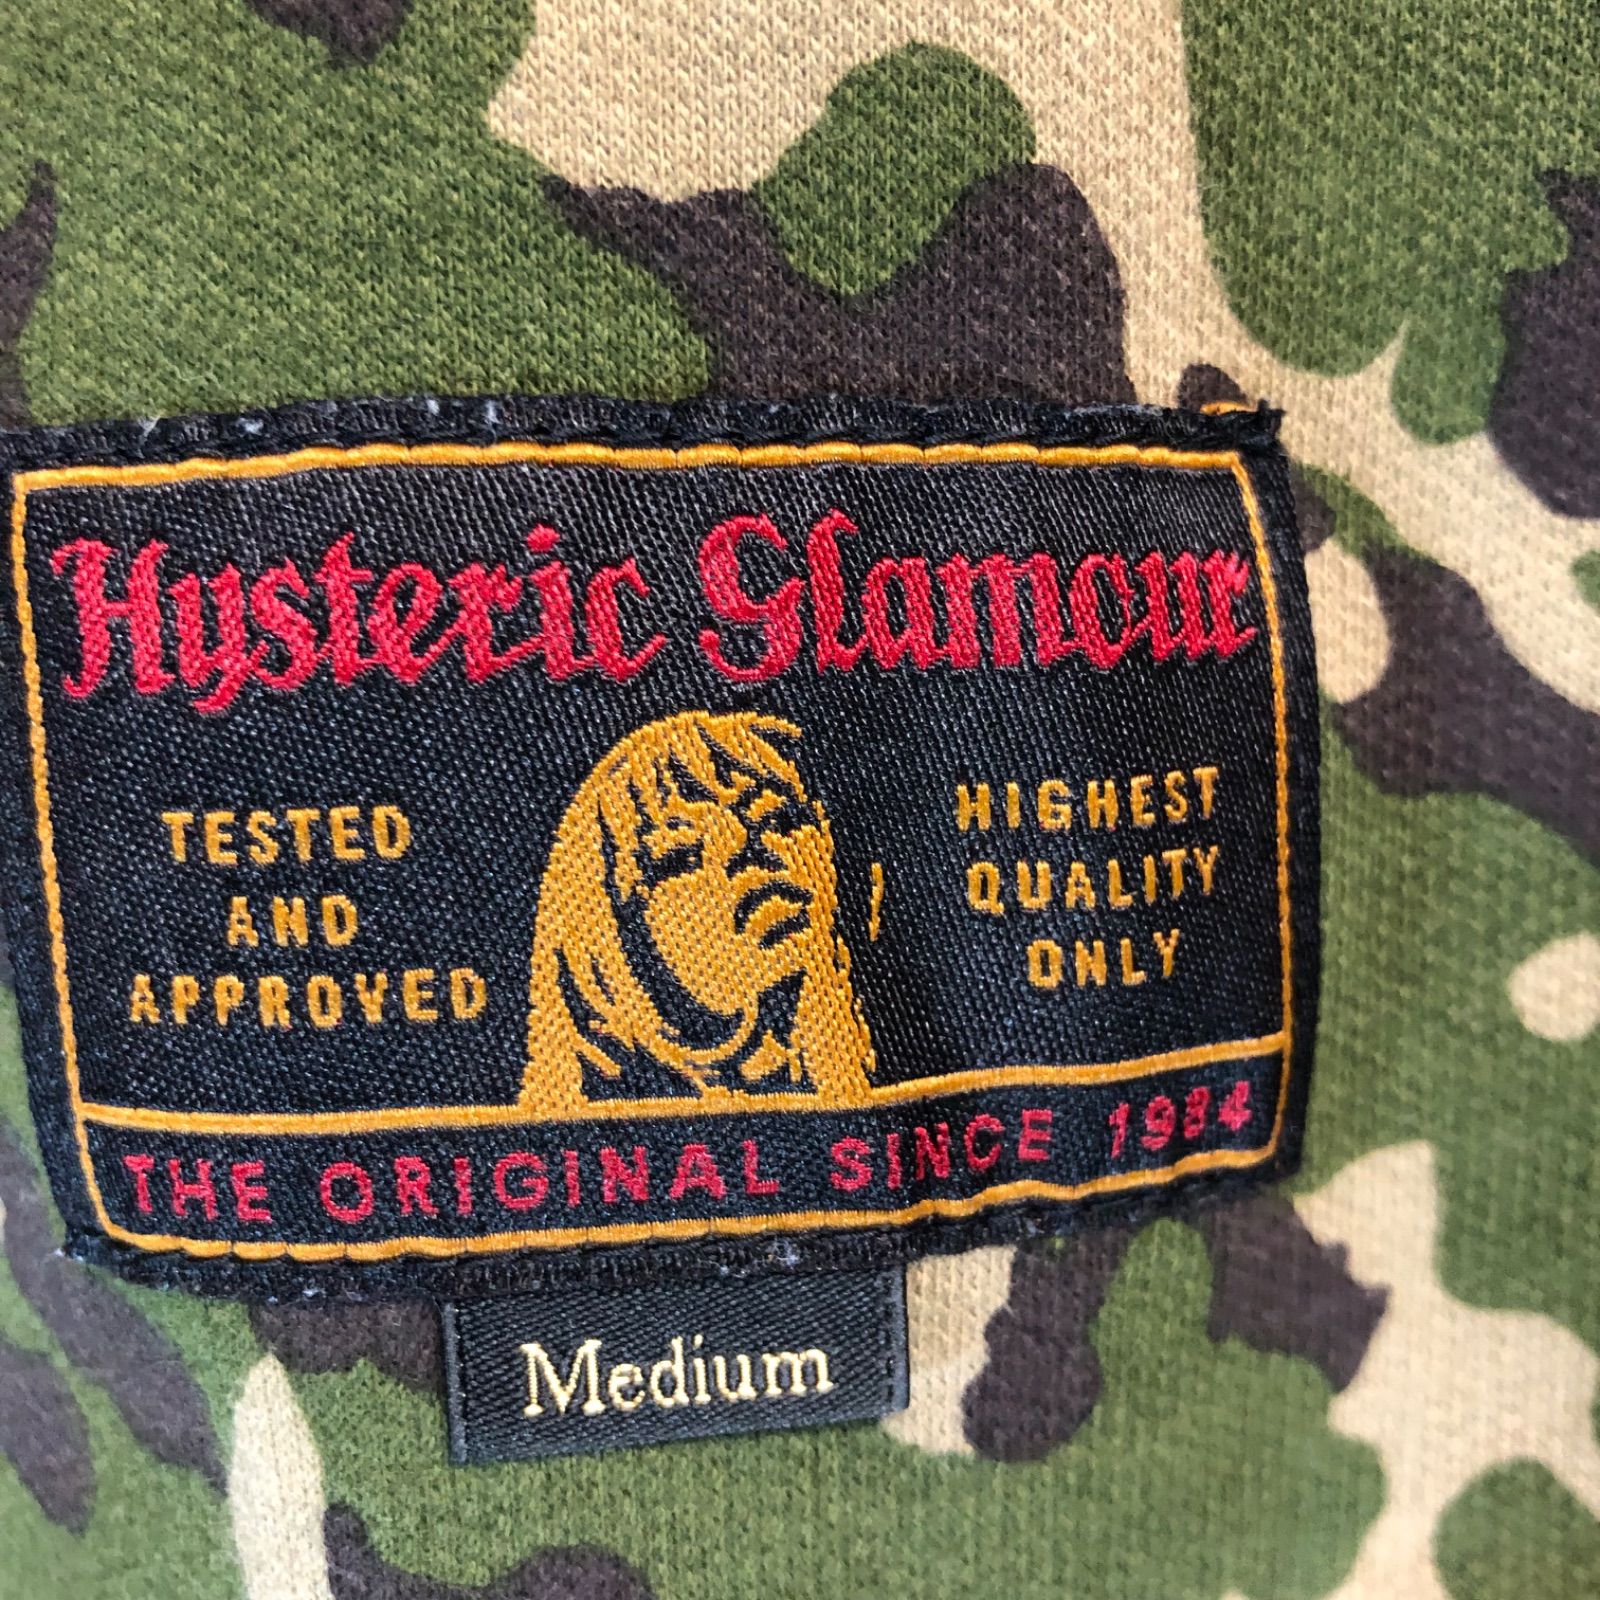 Hysteric Glamour
TESTED
AND
APPROVED
HIGHEST
QUALITY
ONLY
THE ORIGINAL SINCE 1984
Medium